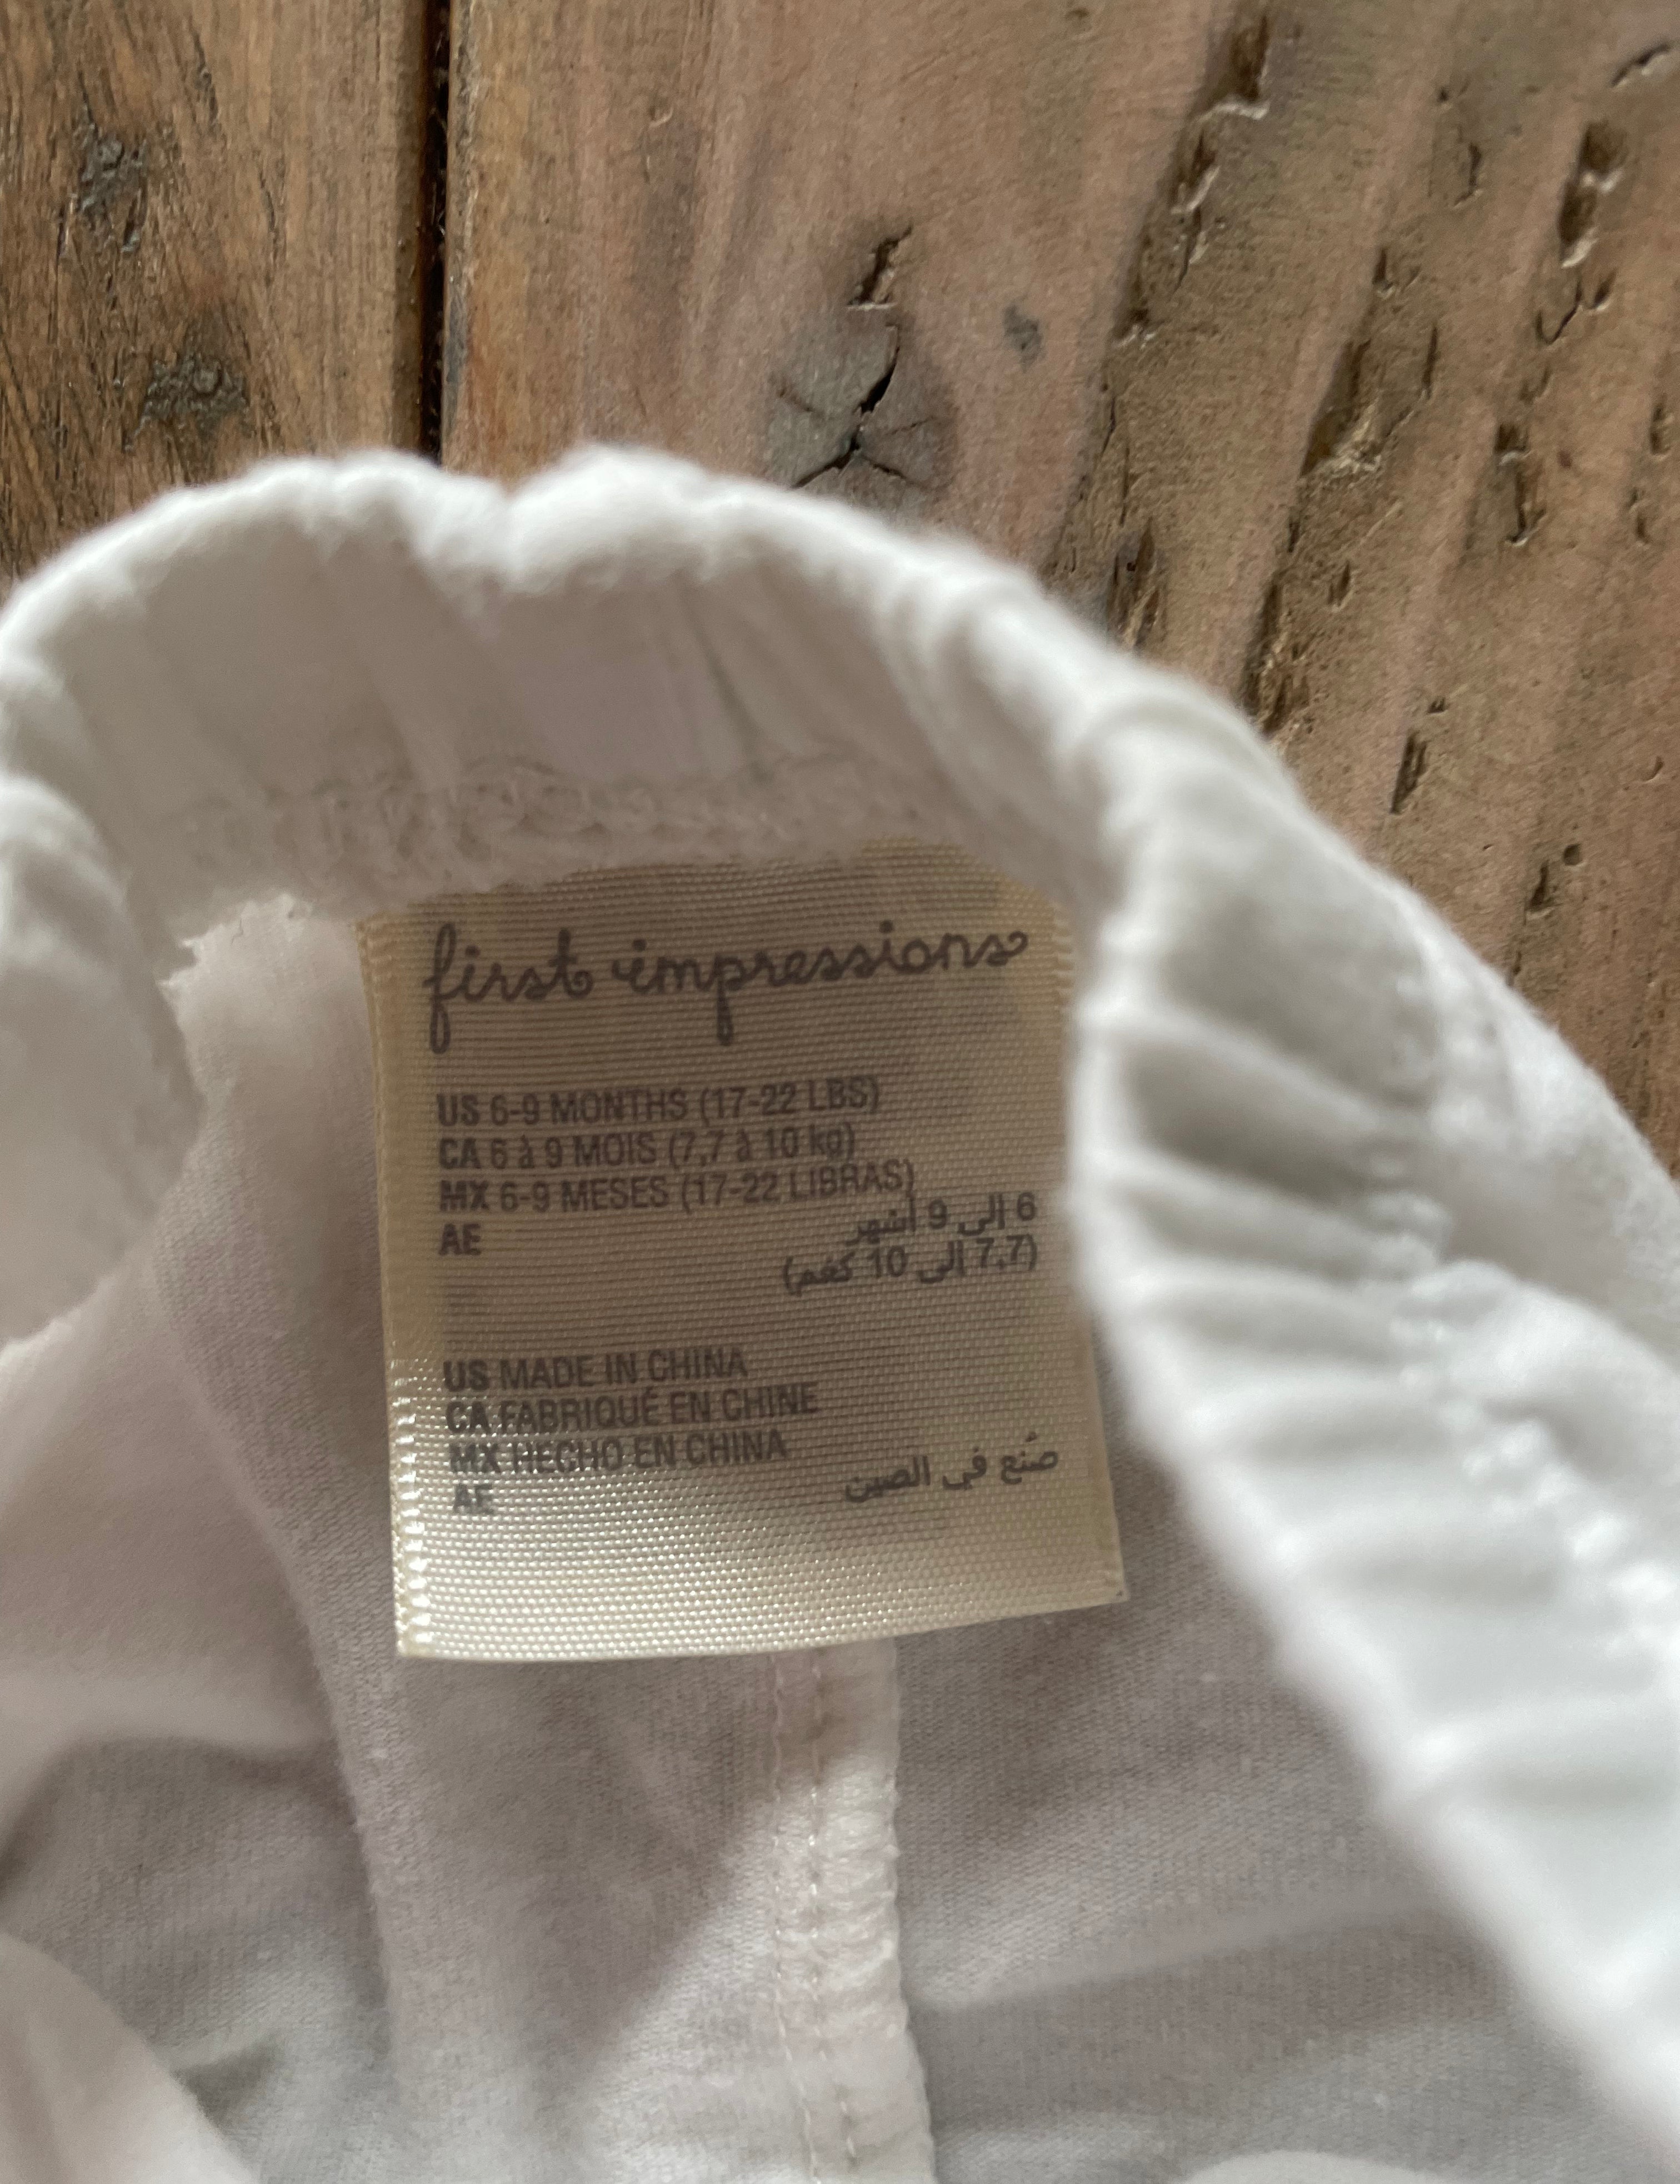 first impressions
US 6-9 MONTHS (17-22 LBS)
CA 6 à 9 MOIS (7,7 à 10 kg)
MX 6-9 MESES (17-22 LIBRAS)
AE 6 إلى 9 أشهر
(7,7 إلى 10 كغم)
US MADE IN CHINA
CA FABRIQUÉ EN CHINE
MX HECHO EN CHINA
AE صُنع في الصين